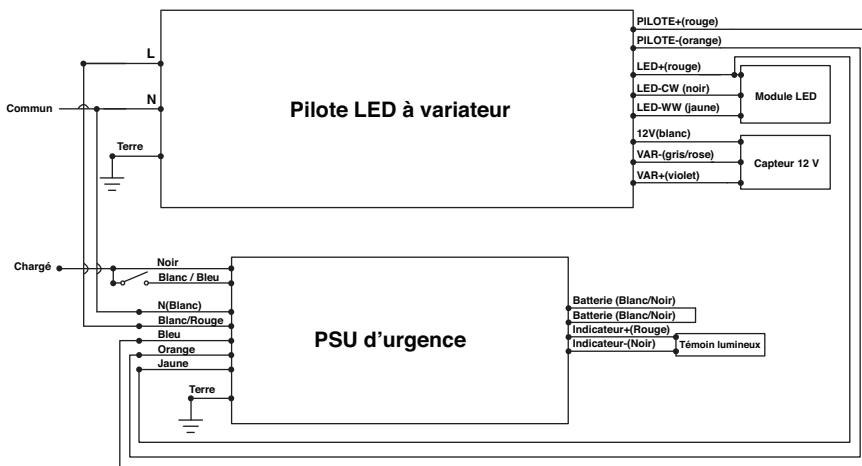 PILOTE+(rouge)
PILOTE-(orange)
L
LED+(rouge)
N
LED-CW (noir)
Module LED
Commun
Pilote LED à variateur
LED-WW (jaune)
12V(blanc)
Terre
VAR-(gris/rose)
Capteur 12 V
VAR+(violet)
Noir
Chargé
Blanc / Bleu
N(Blanc)
Batterie (Blanc/Noir)
Blanc/Rouge
Batterie (Blanc/Noir)
Bleu
PSU d’urgence
Indicateur+(Rouge)
Orange
Indicateur-(Noir)
Témoin lumineux
Jaune
Terre